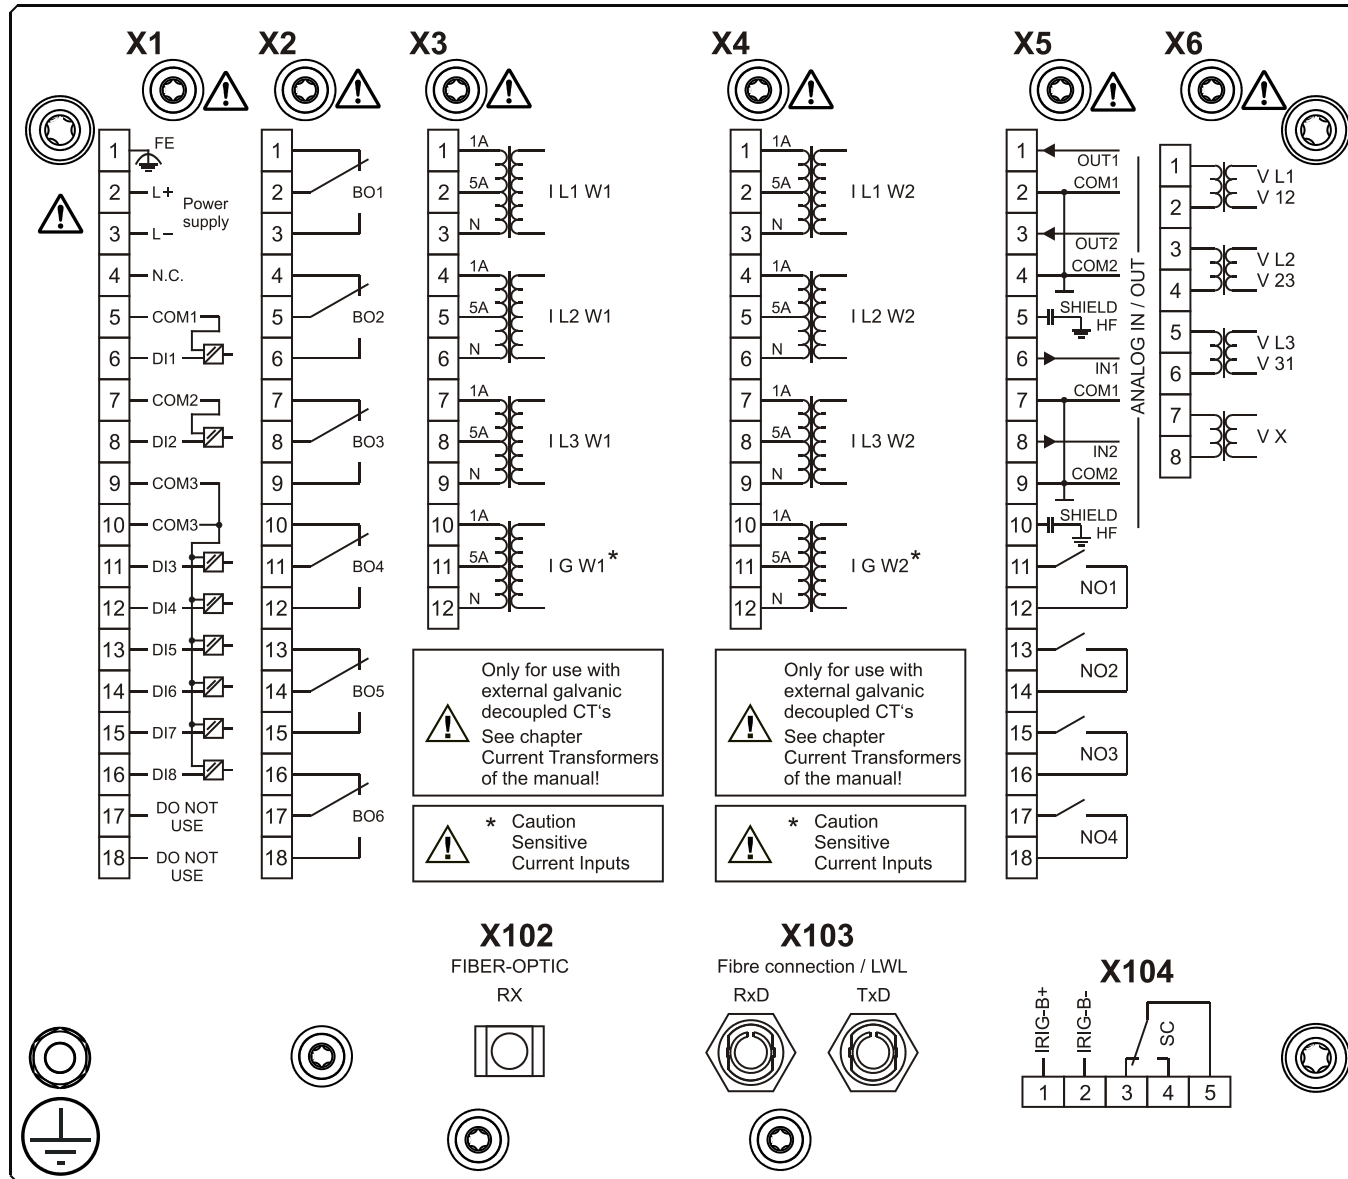 X1
X2
X3
X4
X5
X6
1 FE
2 L+ Power
supply
3 L–
4 N.C.
5 COM1
6 DI1
7 COM2
8 DI2
9 COM3
10 COM3
11 DI3
12 DI4
13 DI5
14 DI6
15 DI7
16 DI8
17 DO NOT
USE
18 DO NOT
USE
1
2 BO1
3
4
5 BO2
6
7
8 BO3
9
10
11 BO4
12
13
14 BO5
15
16
17 BO6
18
1 1A
2 5A I L1 W1
3 N
4 1A
5 5A I L2 W1
6 N
7 1A
8 5A I L3 W1
9 N
10 1A
11 5A I G W1*
12 N
Only for use with
external galvanic
decoupled CT‘s
See chapter
Current Transformers
of the manual!
* Caution
Sensitive
Current Inputs
1 1A
2 5A I L1 W2
3 N
4 1A
5 5A I L2 W2
6 N
7 1A
8 5A I L3 W2
9 N
10 1A
11 5A I G W2*
12 N
Only for use with
external galvanic
decoupled CT‘s
See chapter
Current Transformers
of the manual!
* Caution
Sensitive
Current Inputs
1 OUT1
2 COM1
3 OUT2
4 COM2
5 SHIELD
HF
6 IN1
7 COM1
8 IN2
9 COM2
10 SHIELD
HF
ANALOG IN / OUT
11
NO1
12
13
NO2
14
15
NO3
16
17
NO4
18
1 V L1
2 V 12
3 V L2
4 V 23
5 V L3
6 V 31
7
V X
8
X102
FIBER-OPTIC
RX
X103
Fibre connection / LWL
RxD TxD
X104
IRIG-B+
IRIG-B-
SC
1 2 3 4 5